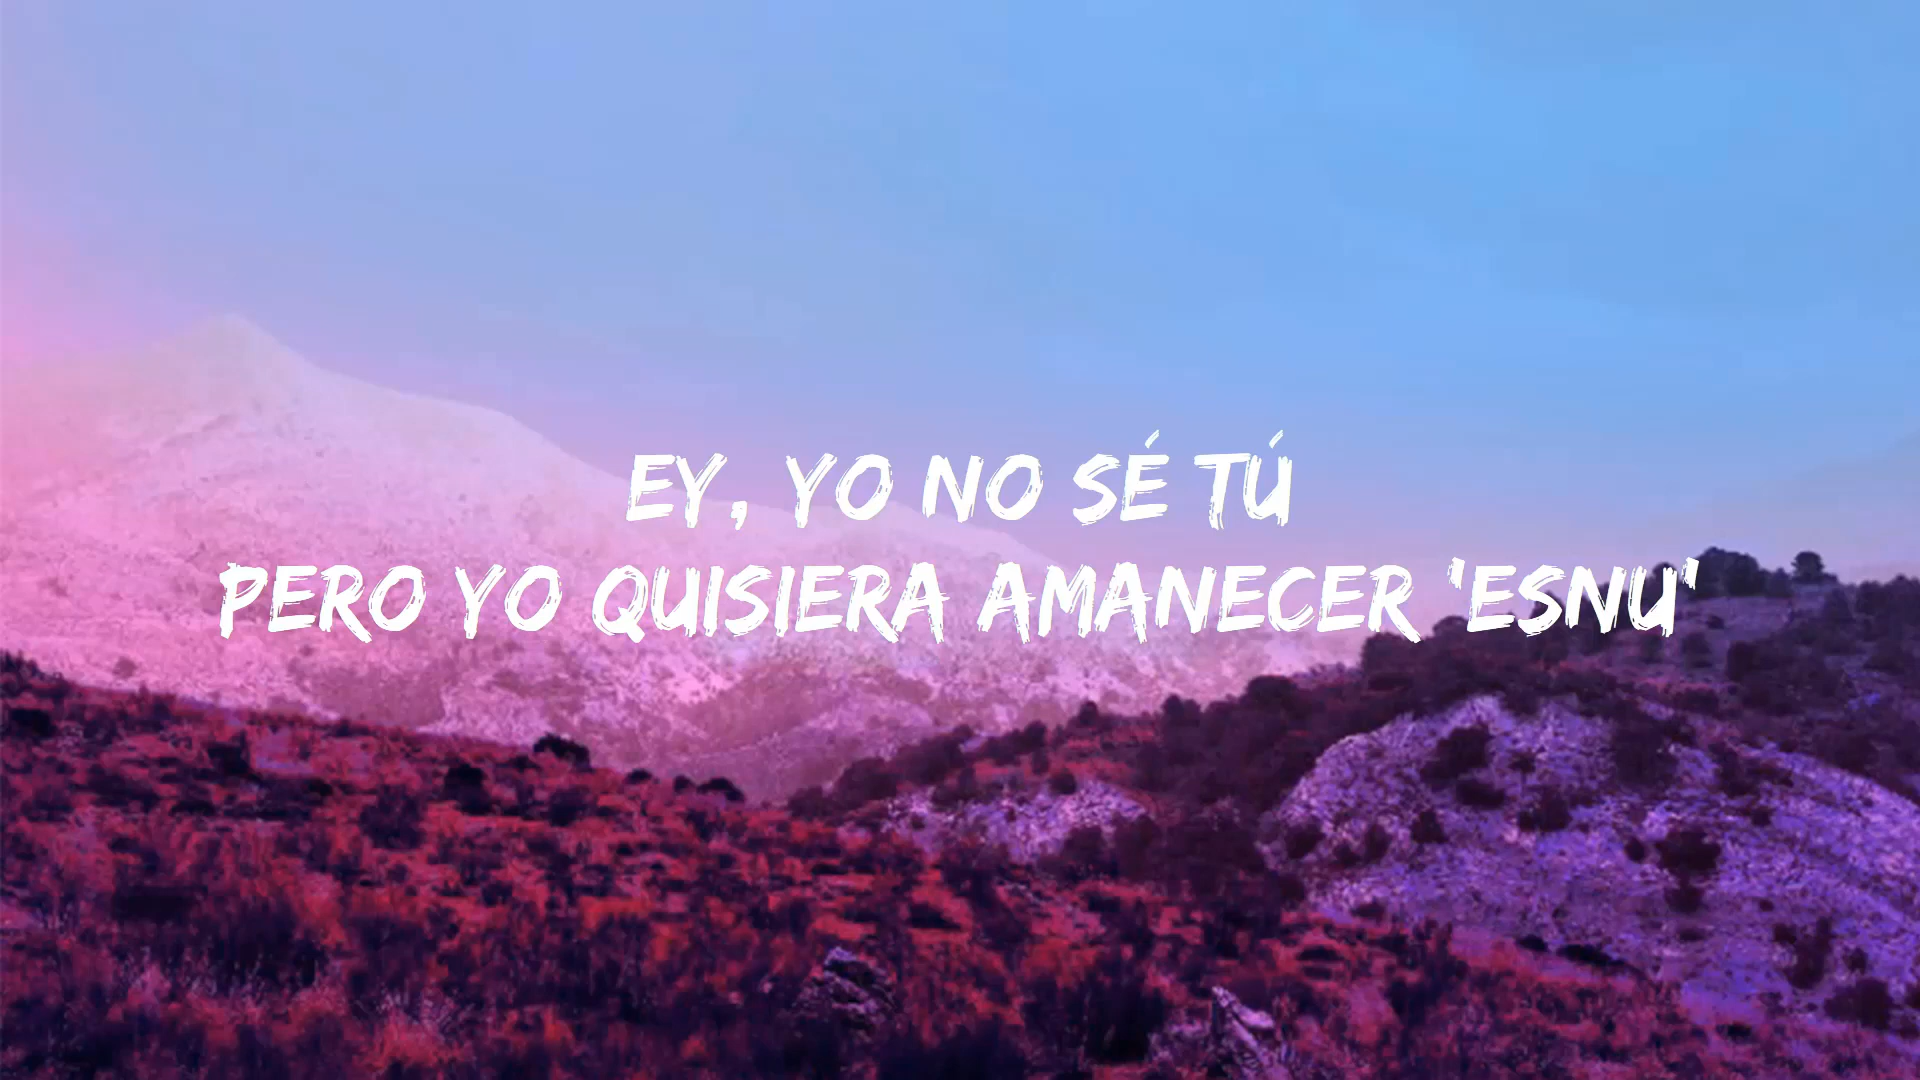 EY, YO NO SÉ TÚ
PERO YO QUISIERA AMANECER 'ESNU'